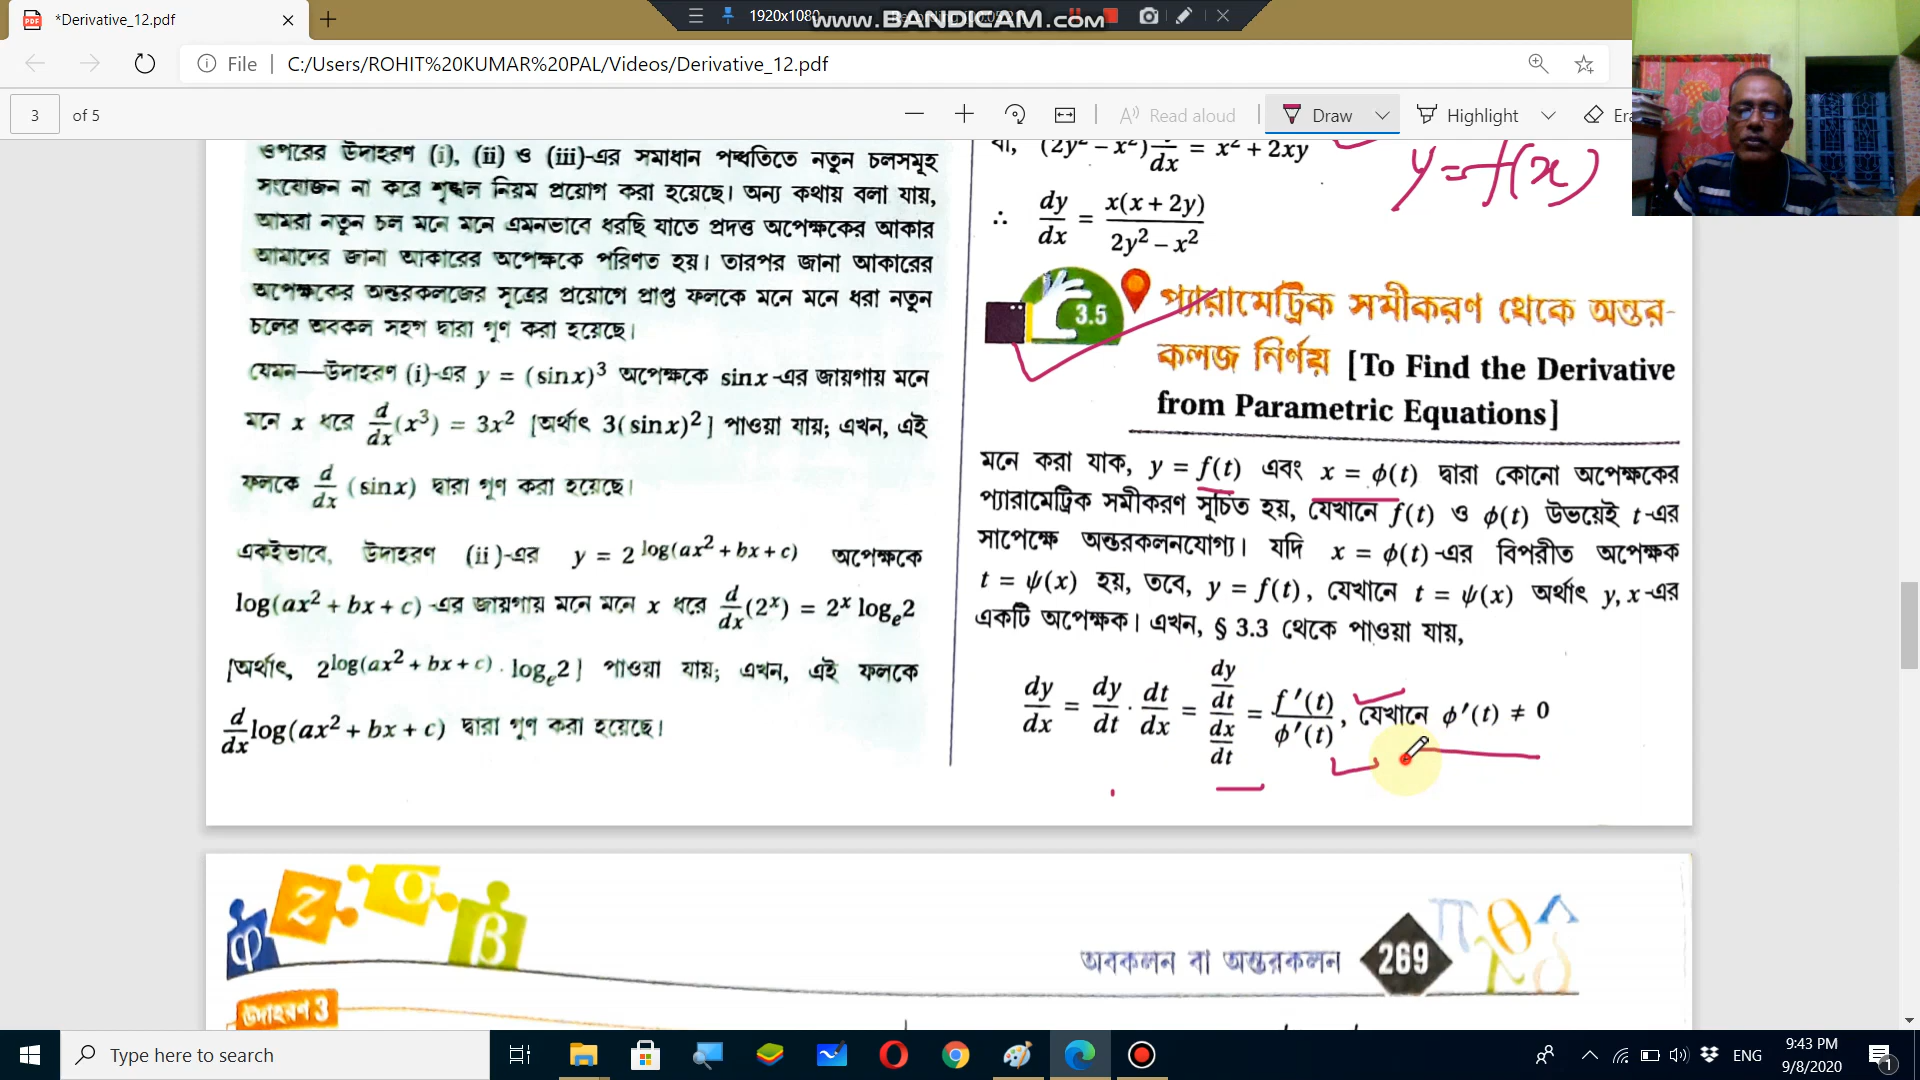 *Derivative_12.pdf
1920x1080
www.BANDICAM.com
File
C:/Users/ROHIT%20KUMAR%20PAL/Videos/Derivative_12.pdf
3 of 5
Read aloud
Draw
Highlight
Era
ওপরের উদাহরণ (i), (ii) ও (iii)-এর সমাধান পদ্ধতিতে নতুন চলসমূহ
সংযোজন না করে শৃঙ্খল নিয়ম প্রয়োগ করা হয়েছে। অন্য কথায় বলা যায়,
আমরা নতুন চল মনে মনে এমনভাবে ধরছি যাতে প্রদত্ত অপেক্ষকের আকার
আমাদের জানা আকারের অপেক্ষকে পরিণত হয়। তারপর জানা আকারের
অপেক্ষকের অন্তরকলজের সূত্রের প্রয়োগে প্রাপ্ত ফলকে মনে মনে ধরা নতুন
চলের অবকল সহগ দ্বারা গুণ করা হয়েছে।
যেমন—উদাহরণ (i)-এর y = (sinx)³ অপেক্ষকে sinx-এর জায়গায় মনে
মনে x ধরে d/dx(x³) = 3x² [অর্থাৎ 3(sinx)²] পাওয়া যায়; এখন, এই
ফলকে d/dx (sinx) দ্বারা গুণ করা হয়েছে।
একইভাবে, উদাহরণ (ii)-এর y = 2^log(ax² + bx + c) অপেক্ষকে
log(ax² + bx + c)-এর জায়গায় মনে মনে x ধরে d/dx(2ˣ) = 2ˣ logₑ2
[অর্থাৎ, 2^log(ax² + bx + c) . logₑ2] পাওয়া যায়; এখন, এই ফলকে
d/dx log(ax² + bx + c) দ্বারা গুণ করা হয়েছে।
বা, (2y² – x²) dy/dx = x² + 2xy
y=f(x)
∴ dy/dx = x(x + 2y)/2y² – x²
3.5
প্যারামেট্রিক সমীকরণ থেকে অন্তর-
কলজ নির্ণয় [To Find the Derivative
from Parametric Equations]
মনে করা যাক, y = f(t) এবং x = ϕ(t) দ্বারা কোনো অপেক্ষকের
প্যারামেট্রিক সমীকরণ সূচিত হয়, যেখানে f(t) ও ϕ(t) উভয়েই t-এর
সাপেক্ষে অন্তরকলনযোগ্য। যদি x = ϕ(t)-এর বিপরীত অপেক্ষক
t = ψ(x) হয়, তবে, y = f(t), যেখানে t = ψ(x) অর্থাৎ y, x-এর
একটি অপেক্ষক। এখন, § 3.3 থেকে পাওয়া যায়,
dy/dx = dy/dt · dt/dx = dy/dt / dx/dt = f′(t)/ϕ′(t), যেখানে ϕ′(t) ≠ 0
φ Z σ β
অবকলন বা অন্তরকলন 269
π θ λ δ
উদাহরণ 3
Type here to search
ENG
9:43 PM
9/8/2020
1